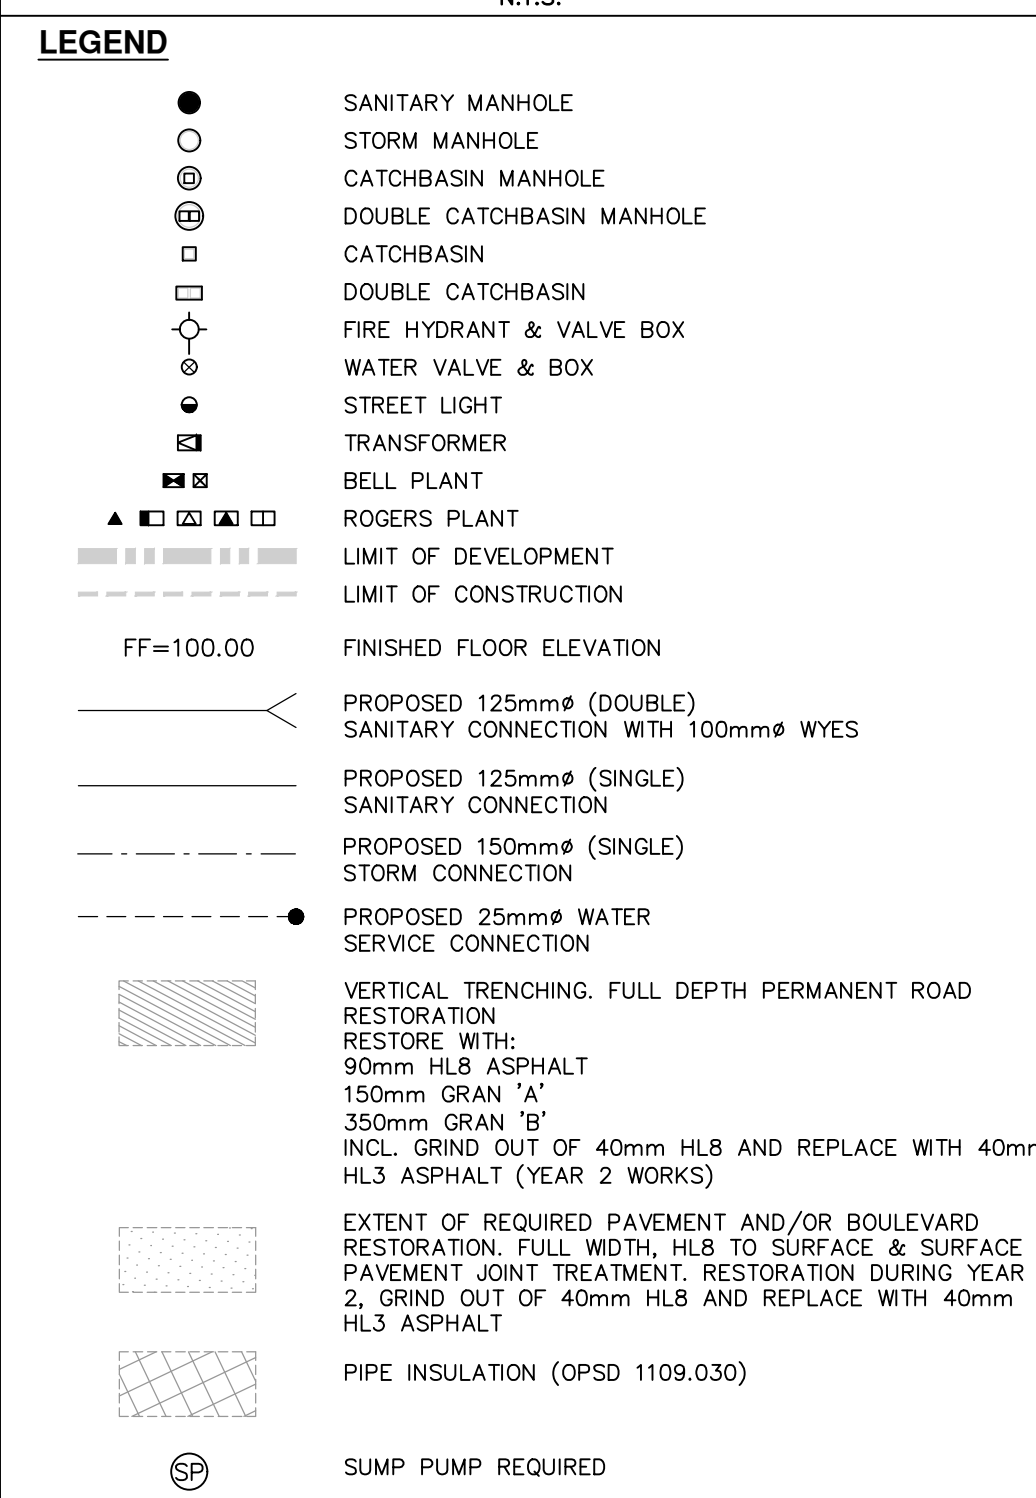 N.T.S.
LEGEND
SANITARY MANHOLE
STORM MANHOLE
CATCHBASIN MANHOLE
DOUBLE CATCHBASIN MANHOLE
CATCHBASIN
DOUBLE CATCHBASIN
FIRE HYDRANT & VALVE BOX
WATER VALVE & BOX
STREET LIGHT
TRANSFORMER
BELL PLANT
ROGERS PLANT
LIMIT OF DEVELOPMENT
LIMIT OF CONSTRUCTION
FF=100.00 FINISHED FLOOR ELEVATION
PROPOSED 125mmø (DOUBLE)
SANITARY CONNECTION WITH 100mmø WYES
PROPOSED 125mmø (SINGLE)
SANITARY CONNECTION
PROPOSED 150mmø (SINGLE)
STORM CONNECTION
PROPOSED 25mmø WATER
SERVICE CONNECTION
VERTICAL TRENCHING. FULL DEPTH PERMANENT ROAD
RESTORATION
RESTORE WITH:
90mm HL8 ASPHALT
150mm GRAN 'A'
350mm GRAN 'B'
INCL. GRIND OUT OF 40mm HL8 AND REPLACE WITH 40mm
HL3 ASPHALT (YEAR 2 WORKS)
EXTENT OF REQUIRED PAVEMENT AND/OR BOULEVARD
RESTORATION. FULL WIDTH, HL8 TO SURFACE & SURFACE
PAVEMENT JOINT TREATMENT. RESTORATION DURING YEAR
2, GRIND OUT OF 40mm HL8 AND REPLACE WITH 40mm
HL3 ASPHALT
PIPE INSULATION (OPSD 1109.030)
SP SUMP PUMP REQUIRED